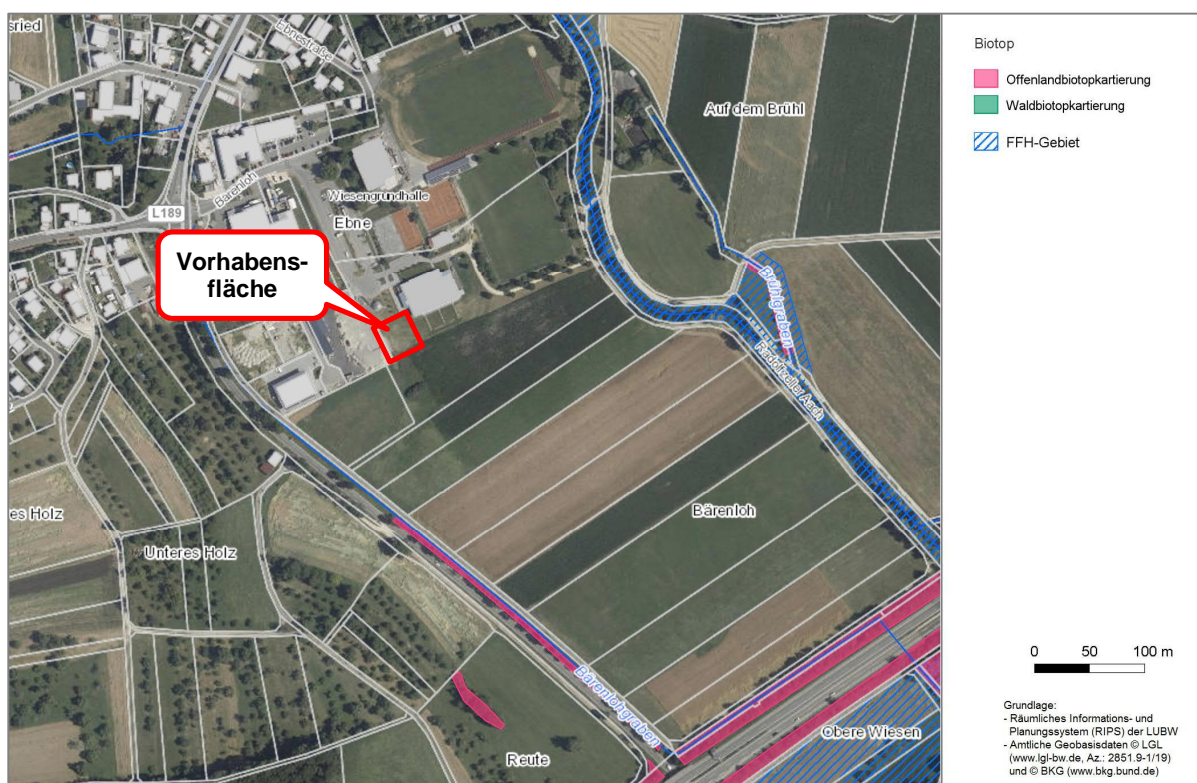 sried
Ebnestraße
Auf dem Brühl
Bärenloh
Wiesengrundhalle
Ebne
L189
Vorhabens-
fläche
Brühlgraben
Radolfzeller Aach
Bärenloh
es Holz
Unteres Holz
Bärenlohgraben
Obere Wiesen
Reute
Biotop
Offenlandbiotopkartierung
Waldbiotopkartierung
FFH-Gebiet
0 50 100 m
Grundlage:
- Räumliches Informations- und
Planungssystem (RIPS) der LUBW
- Amtliche Geobasisdaten © LGL
(www.lgl-bw.de, Az.: 2851.9-1/19)
und © BKG (www.bkg.bund.de)